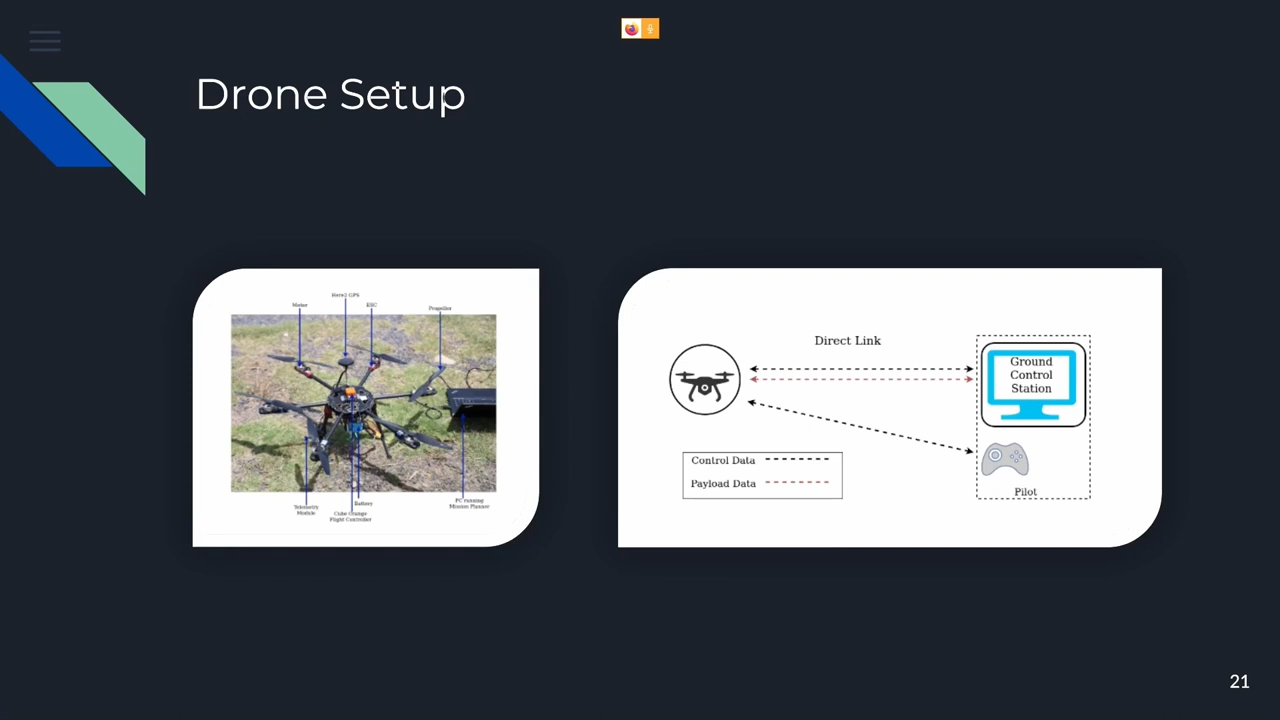 Drone Setup
Here2 GPS
Motor
ESC
Propeller
Telemetry
Module
Battery
Cube Orange
Flight Controller
PC running
Mission Planner
Direct Link
Ground
Control
Station
Control Data
Payload Data
Pilot
21